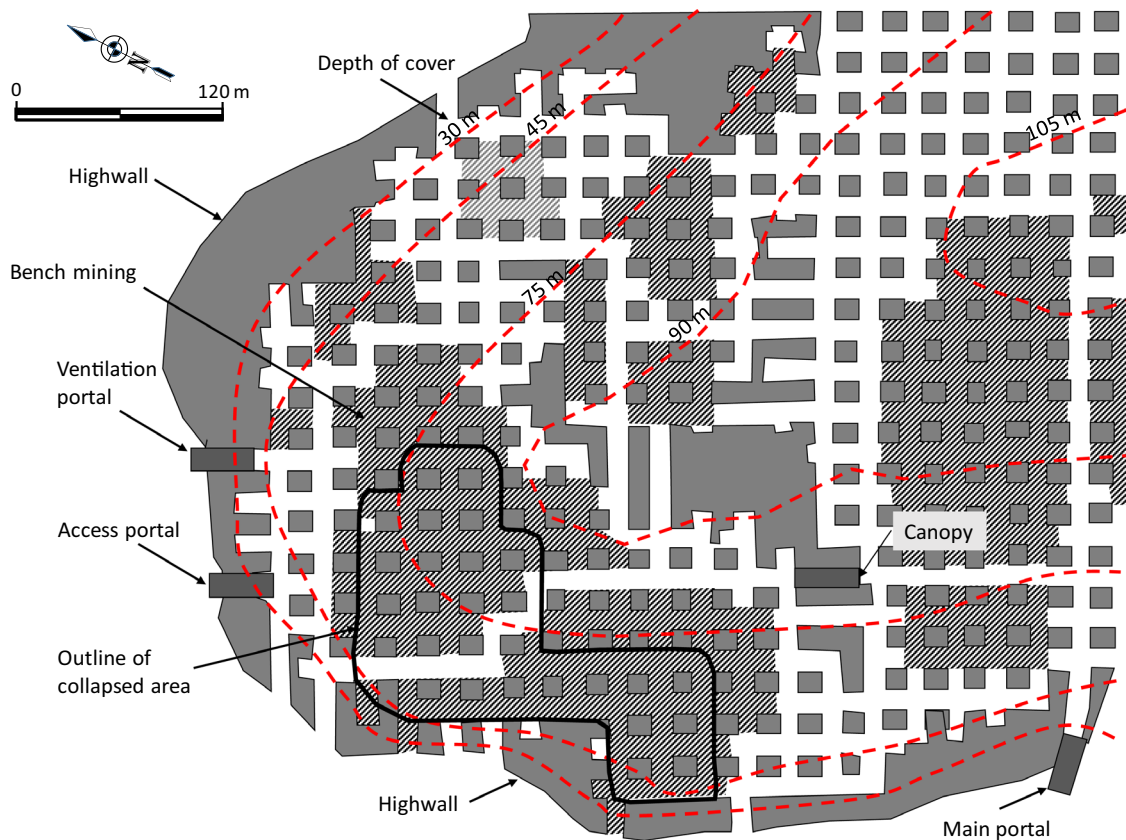 N
0
120 m
Depth of cover
30 m
45 m
105 m
Highwall
Bench mining
75 m
90 m
Ventilation
portal
Access portal
Canopy
Outline of
collapsed area
Highwall
Main portal